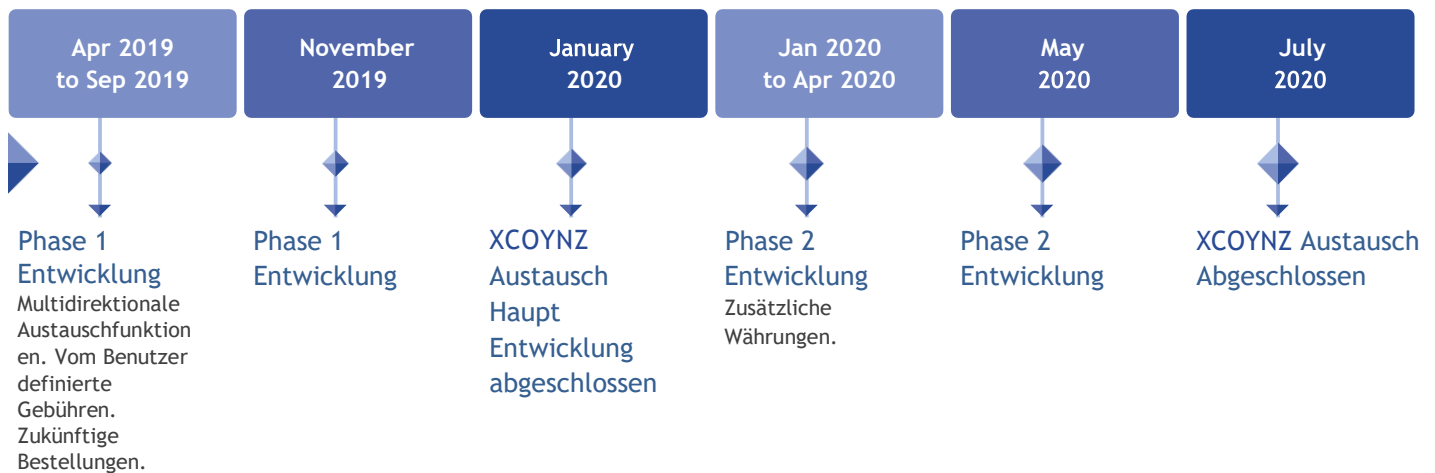 Apr 2019
to Sep 2019
November
2019
January
2020
Jan 2020
to Apr 2020
May
2020
July
2020
Phase 1
Entwicklung
Multidirektionale
Austauschfunktion
en. Vom Benutzer
definierte
Gebühren.
Zukünftige
Bestellungen.
Phase 1
Entwicklung
XCOYNZ
Austausch
Haupt
Entwicklung
abgeschlossen
Phase 2
Entwicklung
Zusätzliche
Währungen.
Phase 2
Entwicklung
XCOYNZ Austausch
Abgeschlossen